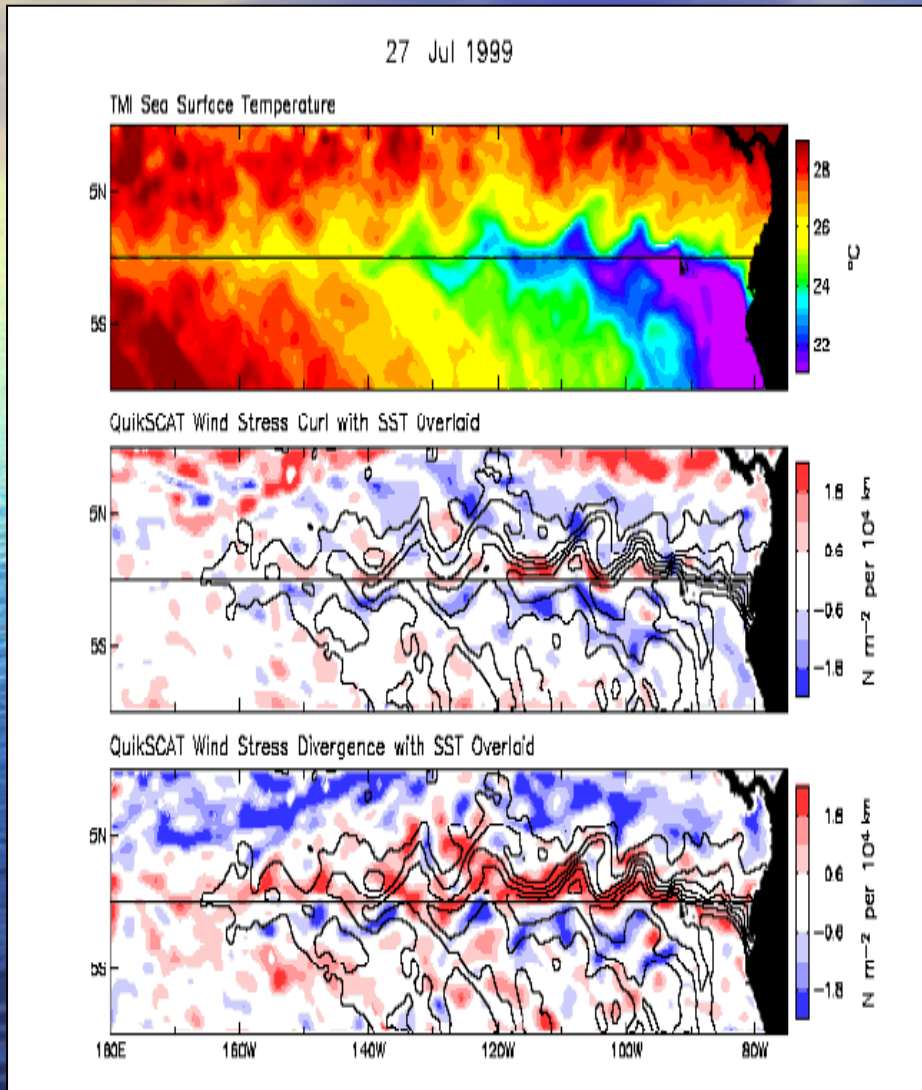 27 Jul 1999
TMI Sea Surface Temperature
5N
5S
28
26
24
22
°C
QuikSCAT Wind Stress Curl with SST Overlaid
5N
5S
1.8
0.6
-0.6
-1.8
N m⁻² per 10⁴ km
QuikSCAT Wind Stress Divergence with SST Overlaid
5N
5S
1.8
0.6
-0.6
-1.8
N m⁻² per 10⁴ km
180E 160W 140W 120W 100W 80W